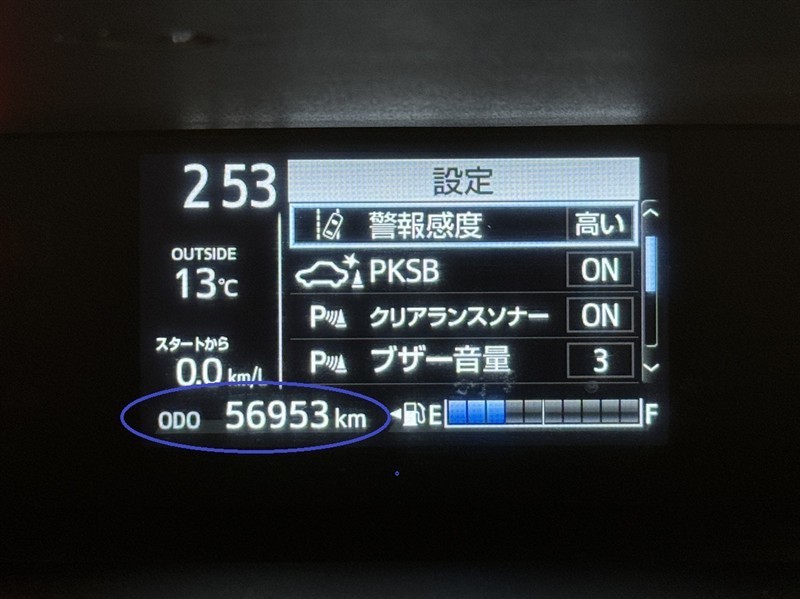 2 53
設定
警報感度 高い
OUTSIDE
13℃
PKSB ON
クリアランスソナー ON
スタートから
0.0 km/L
ブザー音量 3
ODO 56953 km
E F